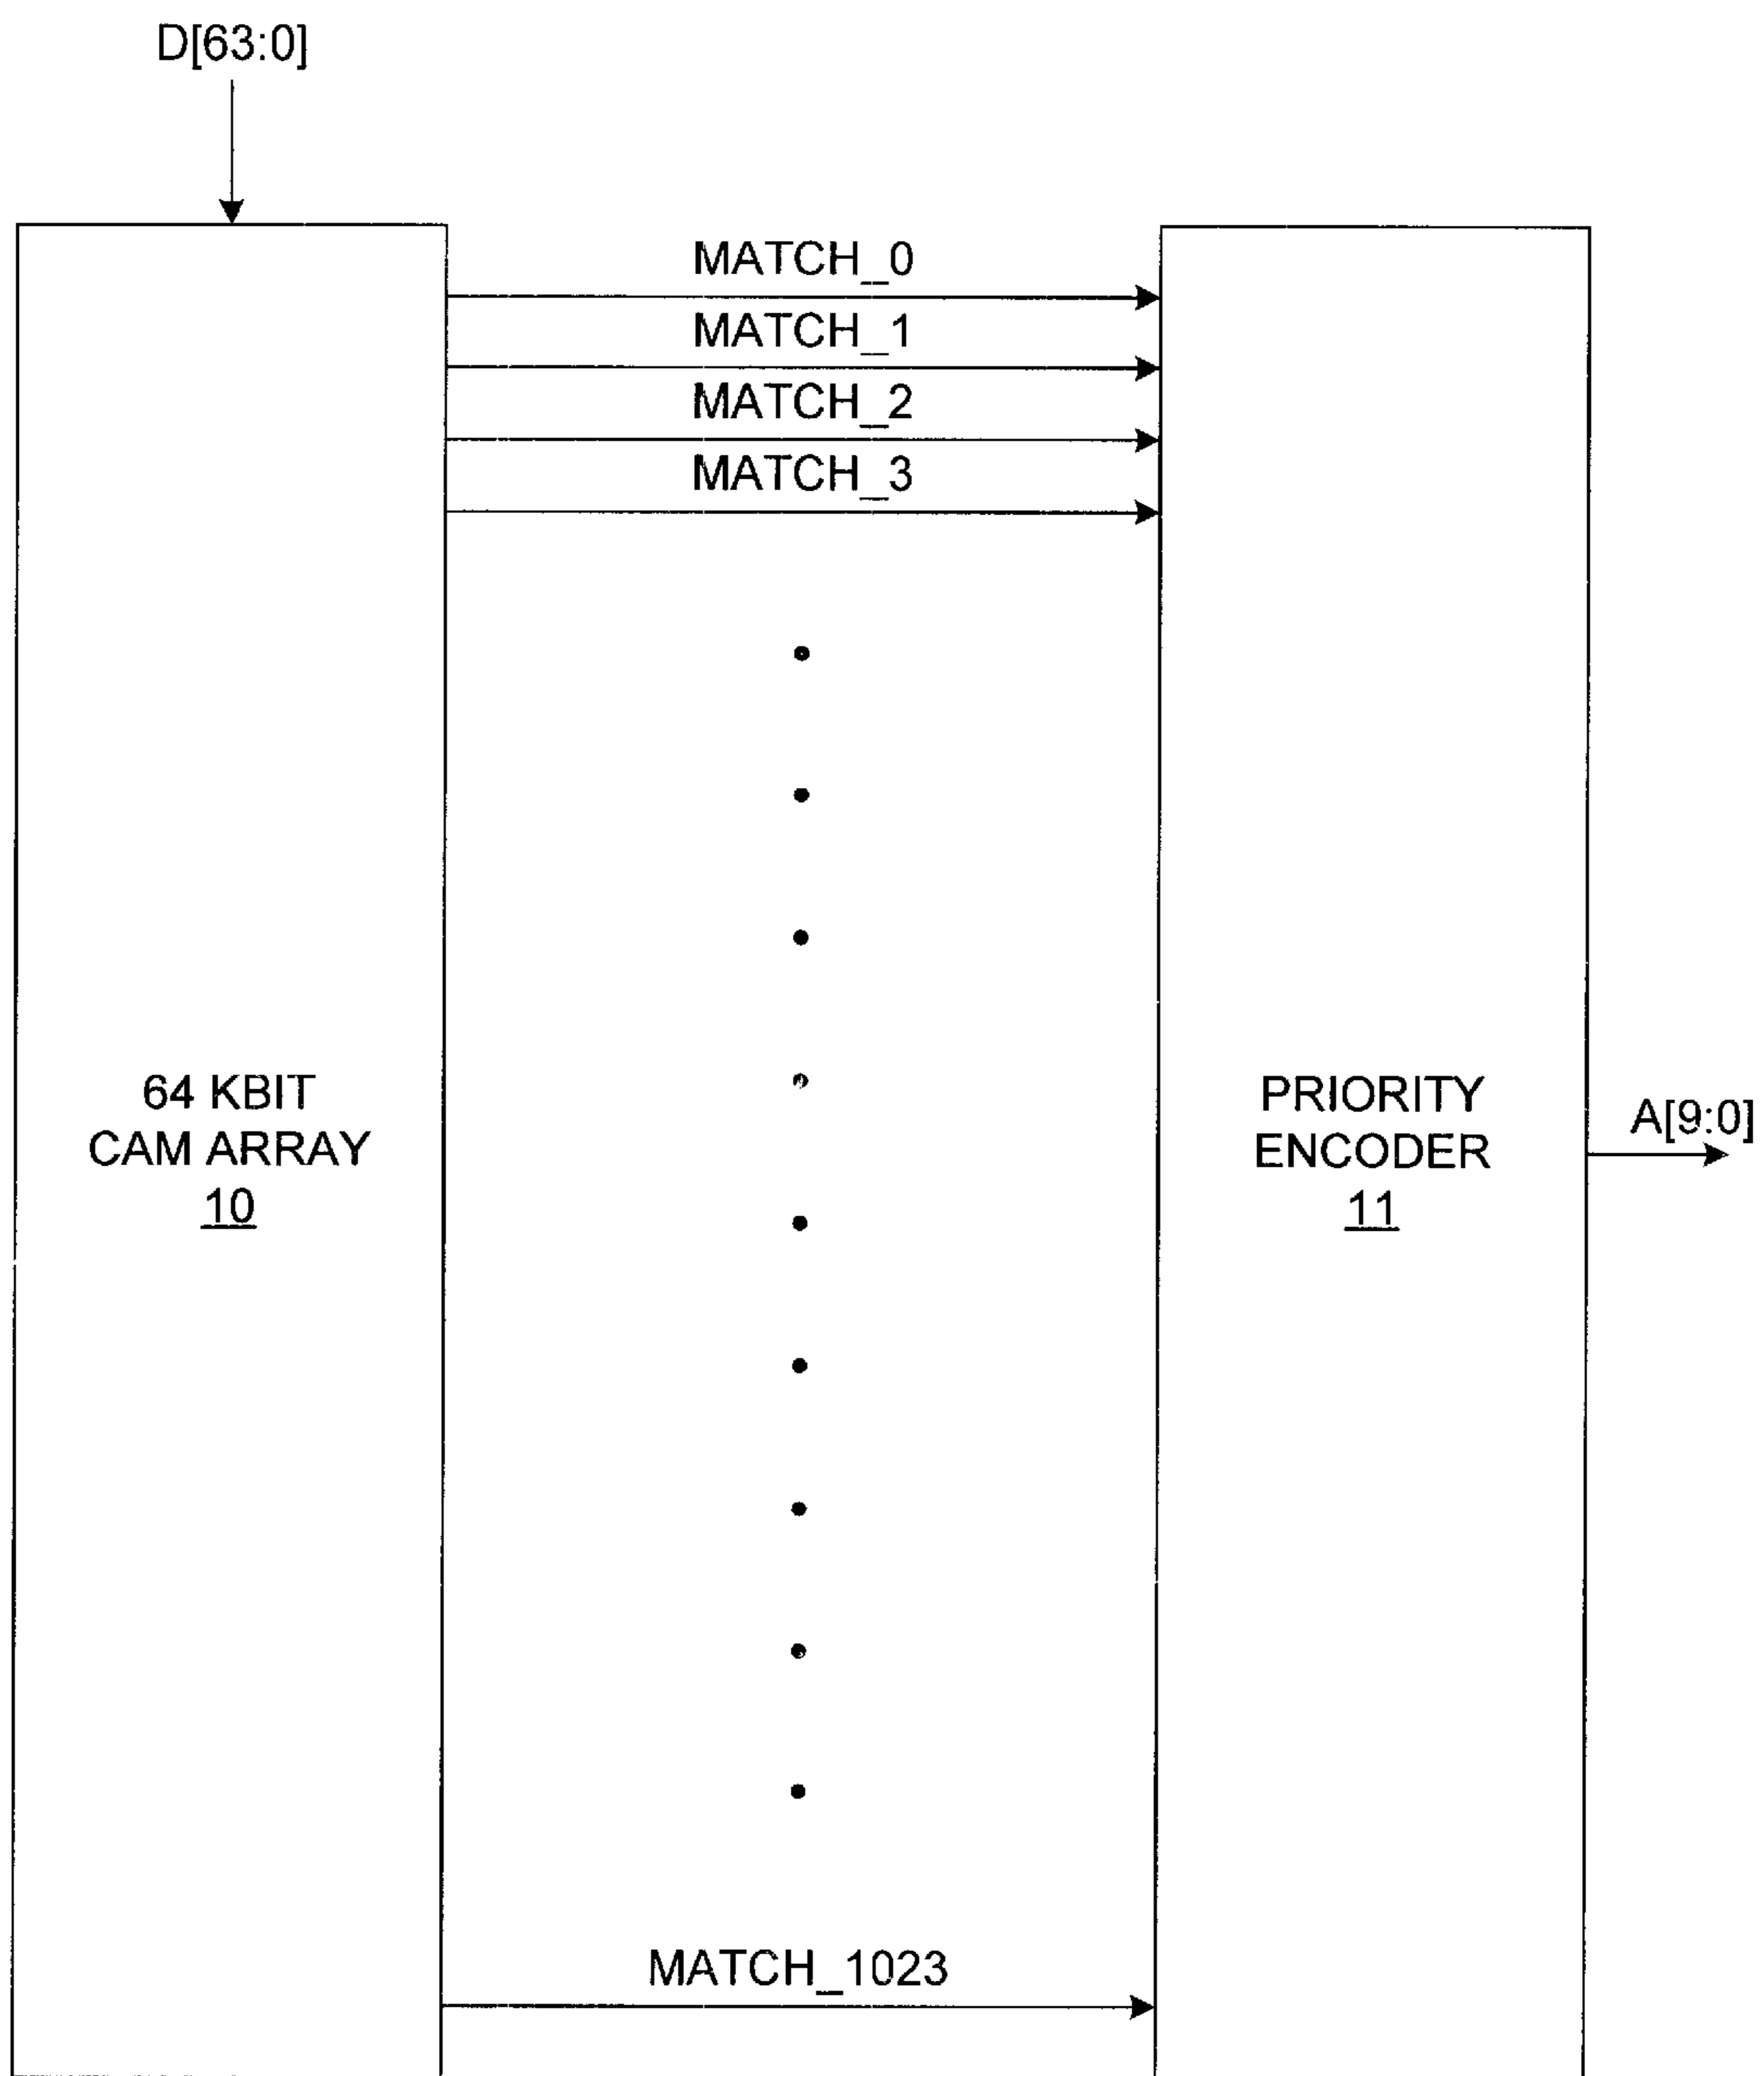 D[63:0]
MATCH_0
MATCH_1
MATCH_2
MATCH_3
64 KBIT
CAM ARRAY
10
PRIORITY
ENCODER
11
A[9:0]
MATCH_1023